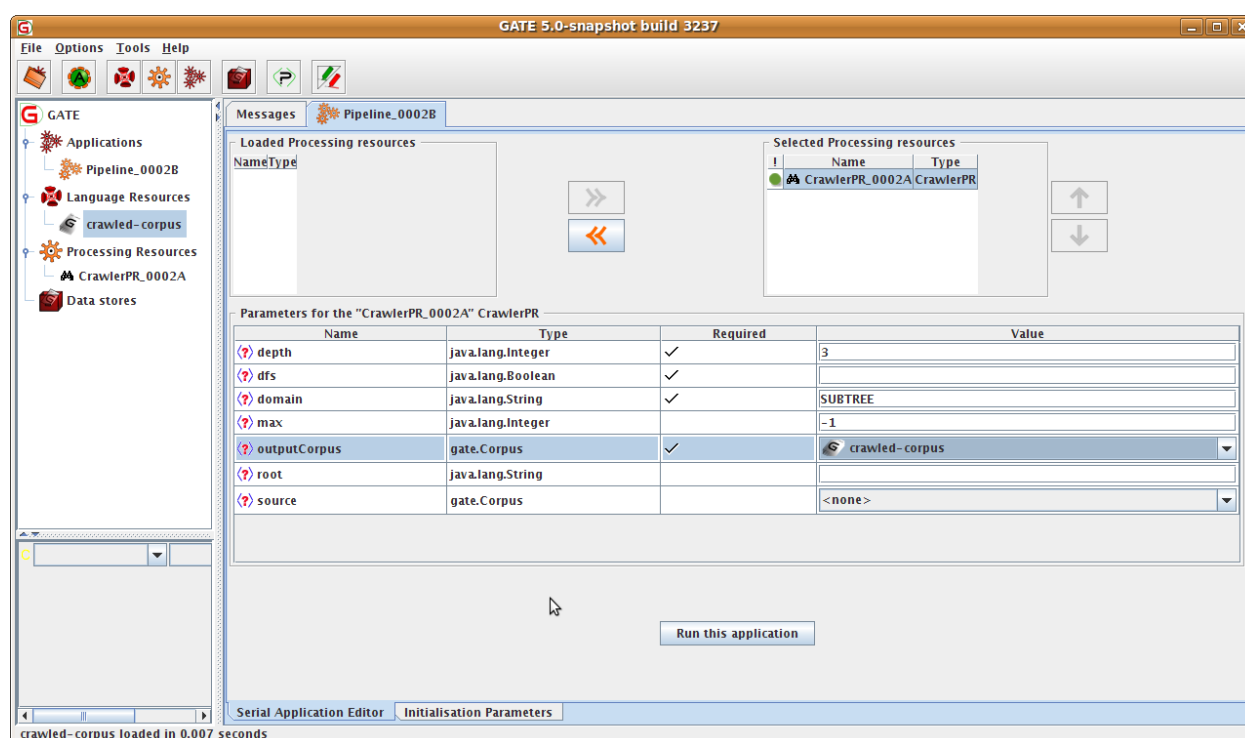 GATE 5.0-snapshot build 3237
File Options Tools Help
GATE
Applications
Pipeline_0002B
Language Resources
crawled-corpus
Processing Resources
CrawlerPR_0002A
Data stores
Messages Pipeline_0002B
Loaded Processing resources
Name Type
Selected Processing resources
! Name Type
CrawlerPR_0002A CrawlerPR
Parameters for the "CrawlerPR_0002A" CrawlerPR
Name Type Required Value
<?> depth java.lang.Integer ✓ 3
<?> dfs java.lang.Boolean ✓
<?> domain java.lang.String ✓ SUBTREE
<?> max java.lang.Integer -1
<?> outputCorpus gate.Corpus ✓ crawled-corpus
<?> root java.lang.String
<?> source gate.Corpus <none>
C
Run this application
Serial Application Editor Initialisation Parameters
crawled-corpus loaded in 0.007 seconds